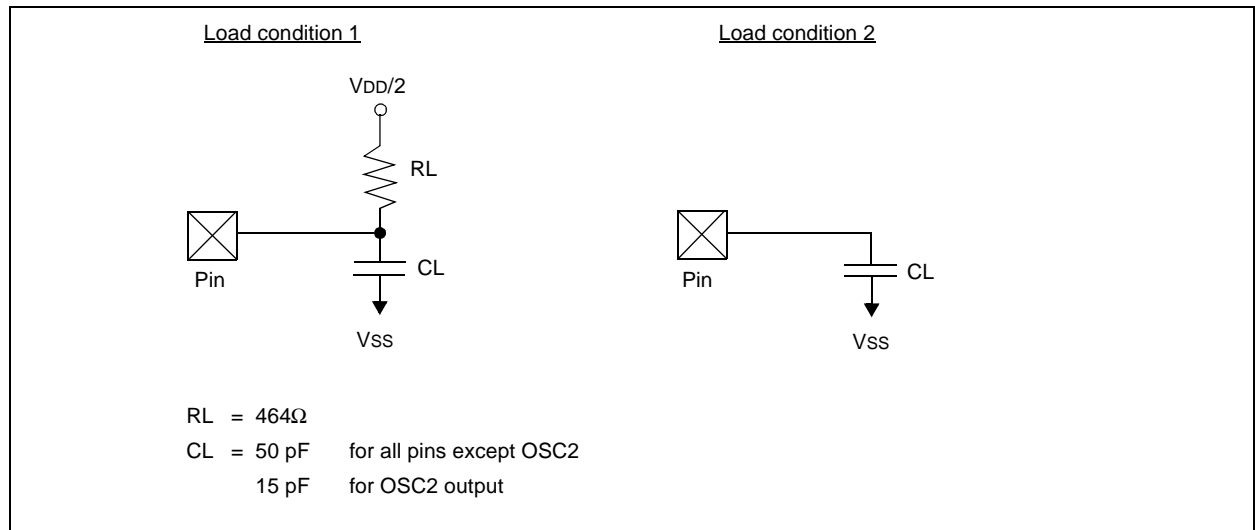 Load condition 1
VDD/2
RL
CL
Pin
VSS
Load condition 2
CL
Pin
VSS
RL = 464Ω
CL = 50 pF for all pins except OSC2
15 pF for OSC2 output